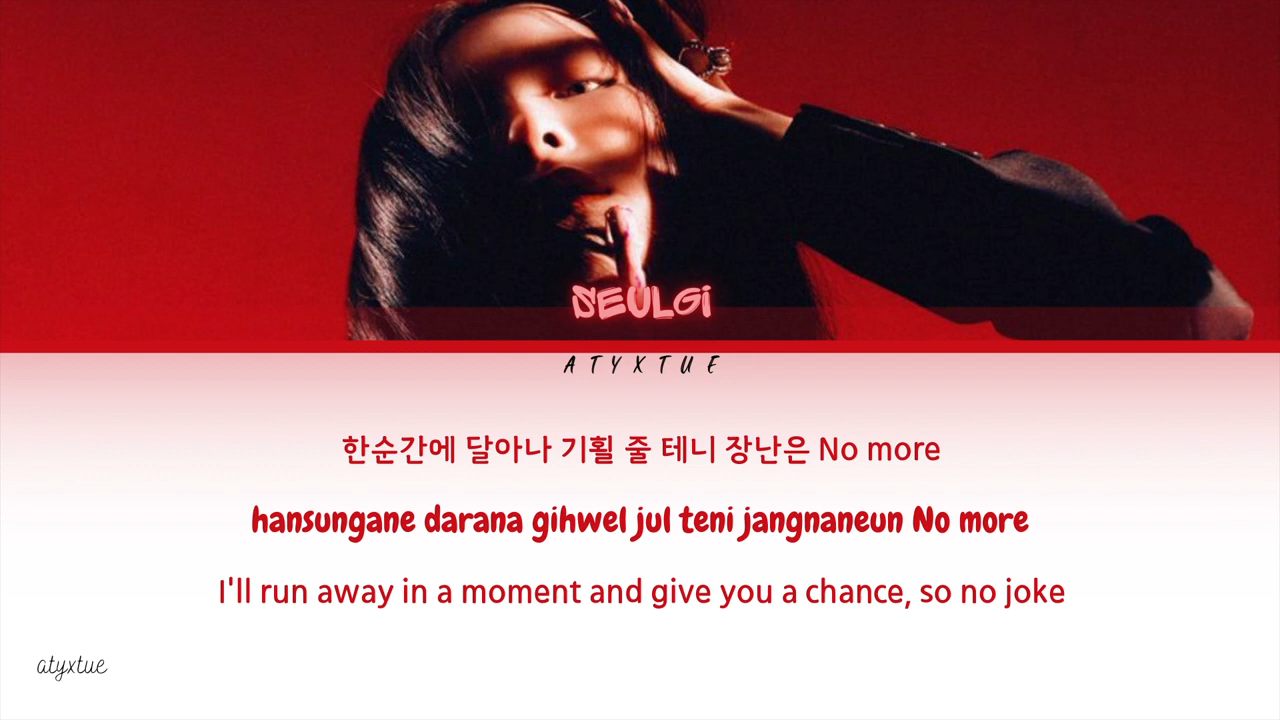 SEULGi
ATYXTUE
한순간에 달아나 기횔 줄 테니 장난은 No more
hansungane darana gihwel jul teni jangnaneun No more
I'll run away in a moment and give you a chance, so no joke
atyxtue